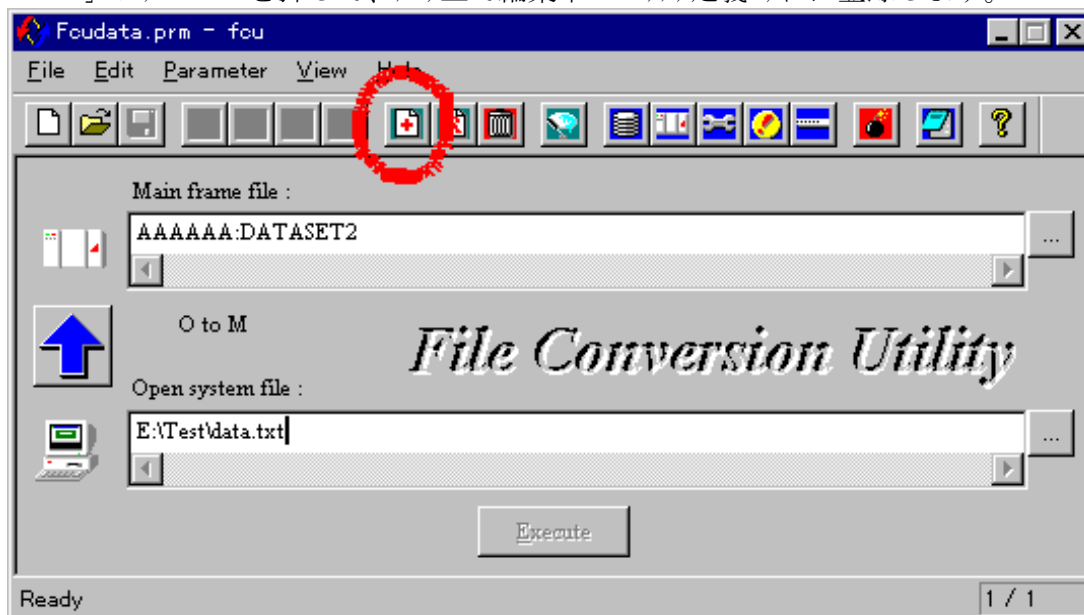 Fcudata.prm - fcu
File Edit Parameter View Help
Main frame file :
AAAAAA:DATASET2
...
O to M
File Conversion Utility
Open system file :
E:\Test\data.txt
...
Execute
Ready 1 / 1